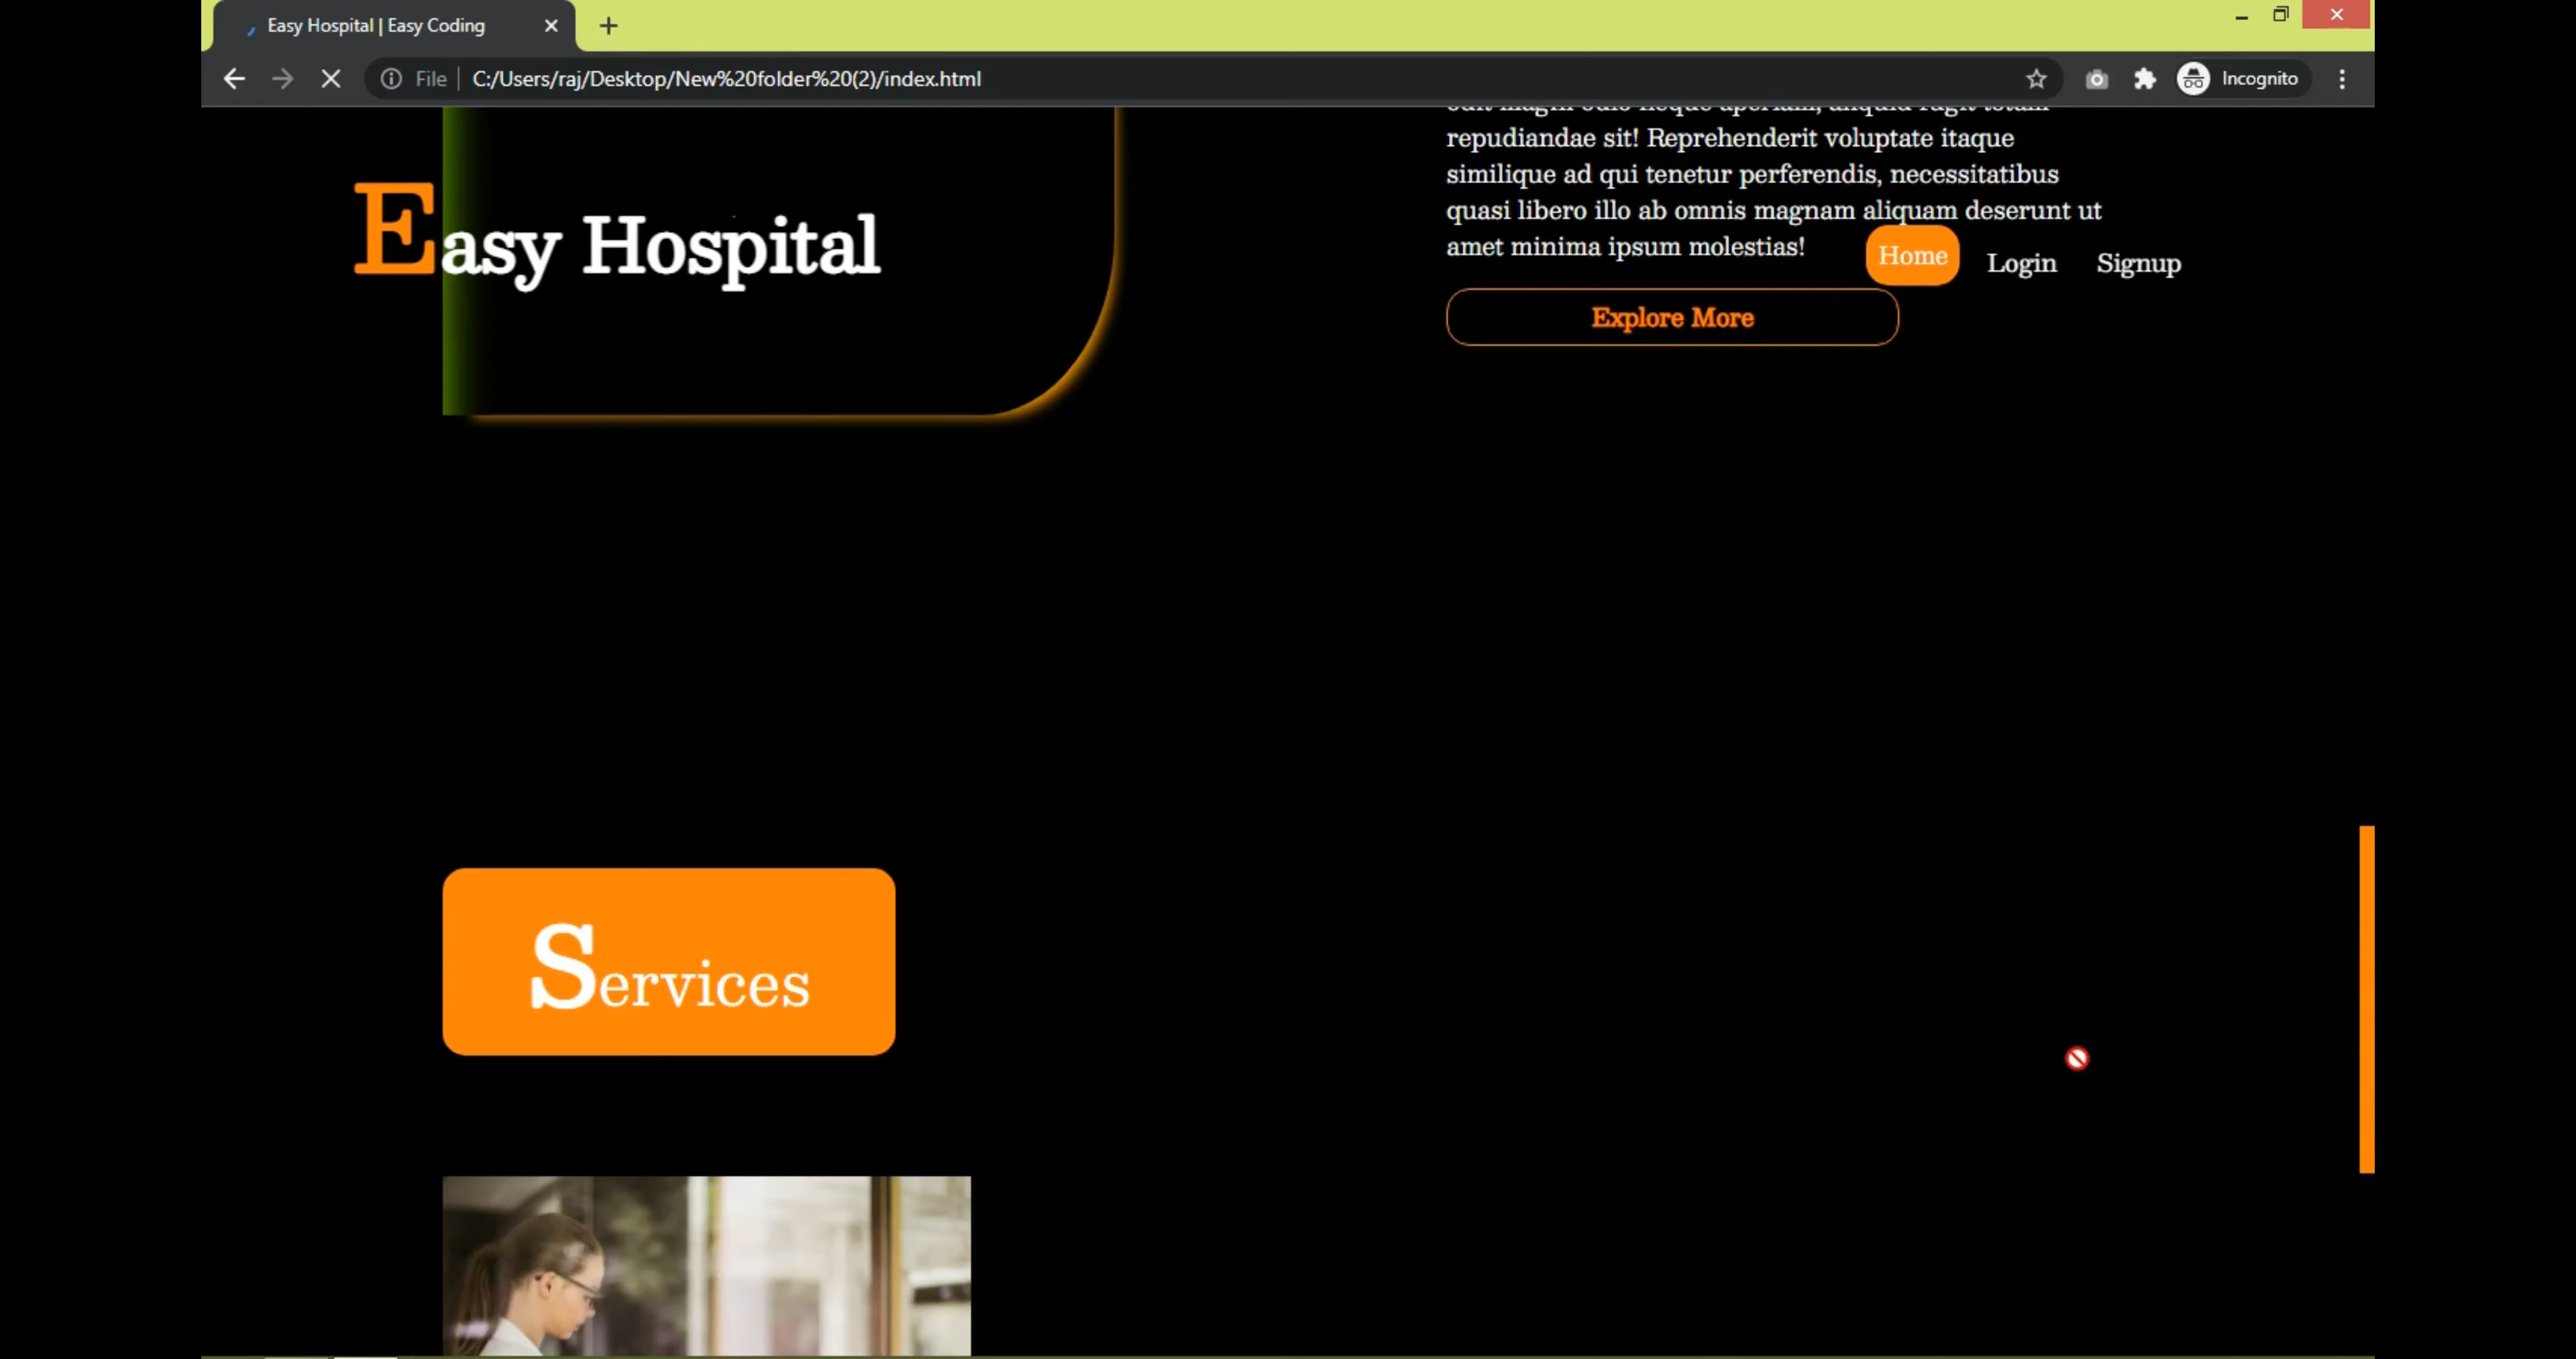 Easy Hospital | Easy Coding
File
C:/Users/raj/Desktop/New%20folder%20(2)/index.html
Incognito
repudiandae sit! Reprehenderit voluptate itaque
similique ad qui tenetur perferendis, necessitatibus
quasi libero illo ab omnis magnam aliquam deserunt ut
amet minima ipsum molestias!
Easy Hospital
Home
Login
Signup
Explore More
Services